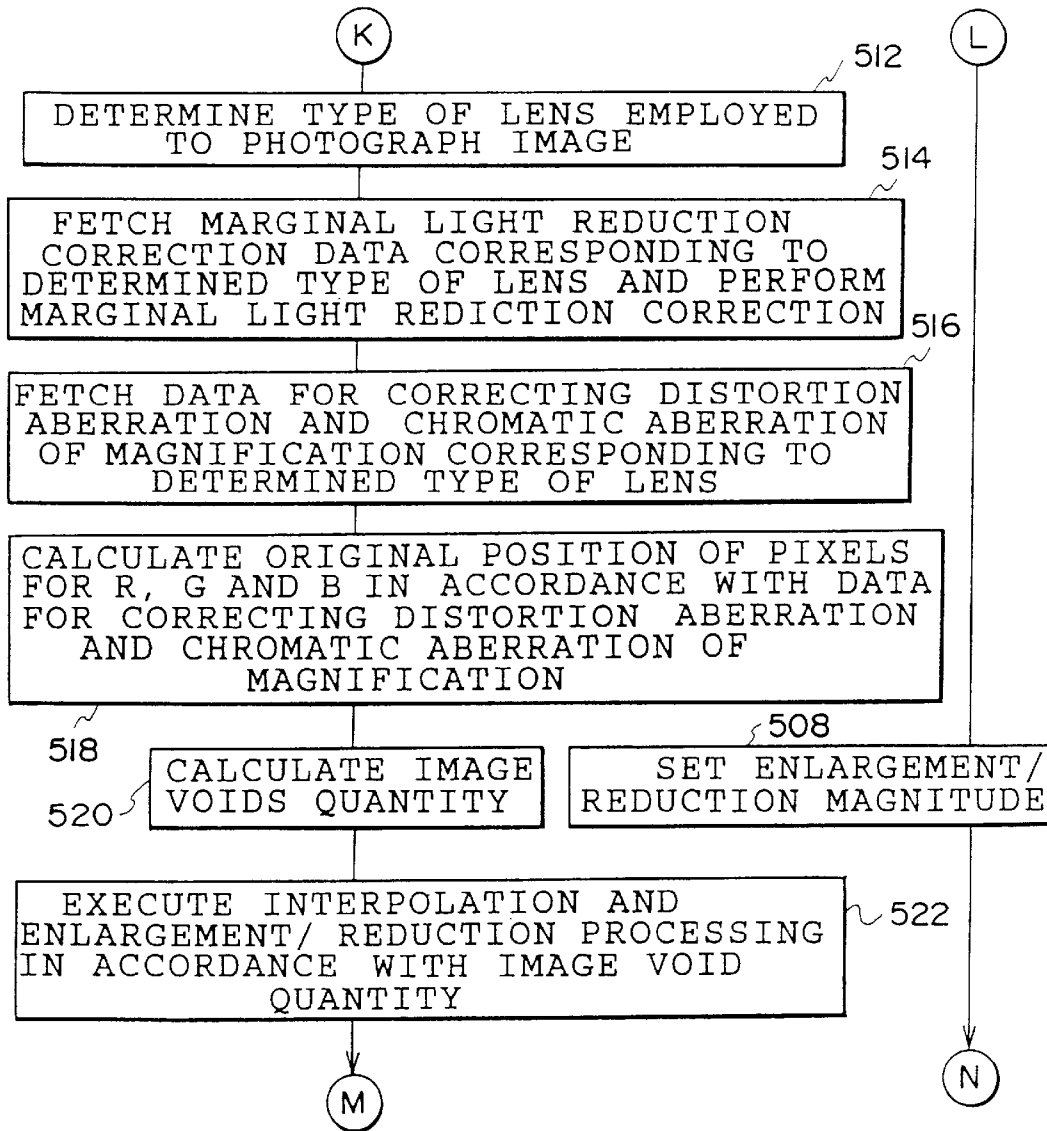 K
L
512
DETERMINE TYPE OF LENS EMPLOYED
TO PHOTOGRAPH IMAGE
514
FETCH MARGINAL LIGHT REDUCTION
CORRECTION DATA CORRESPONDING TO
DETERMINED TYPE OF LENS AND PERFORM
MARGINAL LIGHT REDICTION CORRECTION
516
FETCH DATA FOR CORRECTING DISTORTION
ABERRATION AND CHROMATIC ABERRATION
OF MAGNIFICATION CORRESPONDING TO
DETERMINED TYPE OF LENS
CALCULATE ORIGINAL POSITION OF PIXELS
FOR R, G AND B IN ACCORDANCE WITH DATA
FOR CORRECTING DISTORTION ABERRATION
AND CHROMATIC ABERRATION OF
MAGNIFICATION
518
CALCULATE IMAGE
VOIDS QUANTITY
520
508
SET ENLARGEMENT/
REDUCTION MAGNITUDE
EXECUTE INTERPOLATION AND
ENLARGEMENT/ REDUCTION PROCESSING
IN ACCORDANCE WITH IMAGE VOID
QUANTITY
522
M
N